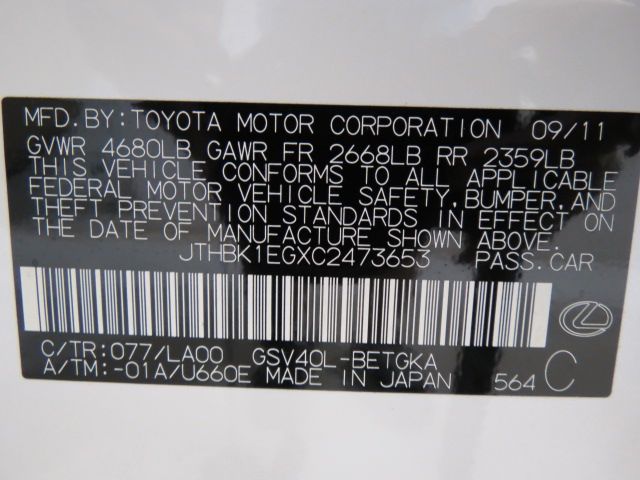 MFD. BY: TOYOTA MOTOR CORPORATION 09/11
GVWR 4680LB GAWR FR 2668LB RR 2359LB
THIS VEHICLE CONFORMS TO ALL APPLICABLE
FEDERAL MOTOR VEHICLE SAFETY, BUMPER, AND
THEFT PREVENTION STANDARDS IN EFFECT ON
THE DATE OF MANUFACTURE SHOWN ABOVE.
JTHBK1EGXC2473653 PASS.CAR
C/TR: 077/LA00 GSV40L-BETGKA
A/TM: -01A/U660E MADE IN JAPAN 564 C